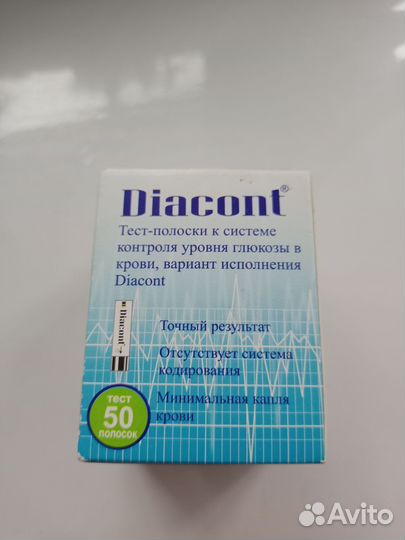 Diacont®
Тест-полоски к системе
контроля уровня глюкозы в
крови, вариант исполнения
Diacont
Diacont
Точный результат
Отсутствует система
кодирования
Минимальная капля
крови
тест
50
полосок
Avito